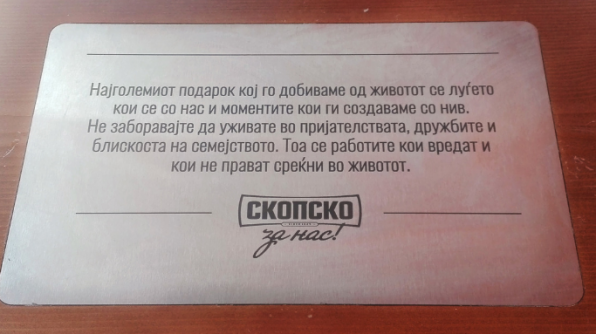 Најголемиот подарок кој го добиваме од животот се луѓето
кои се со нас и моментите кои ги создаваме со нив.
Не заборавајте да уживате во пријателствата, дружбите и
блискоста на семејството. Тоа се работите кои вредат и
кои не прават среќни во животот.
СКОПСКО
за нас!